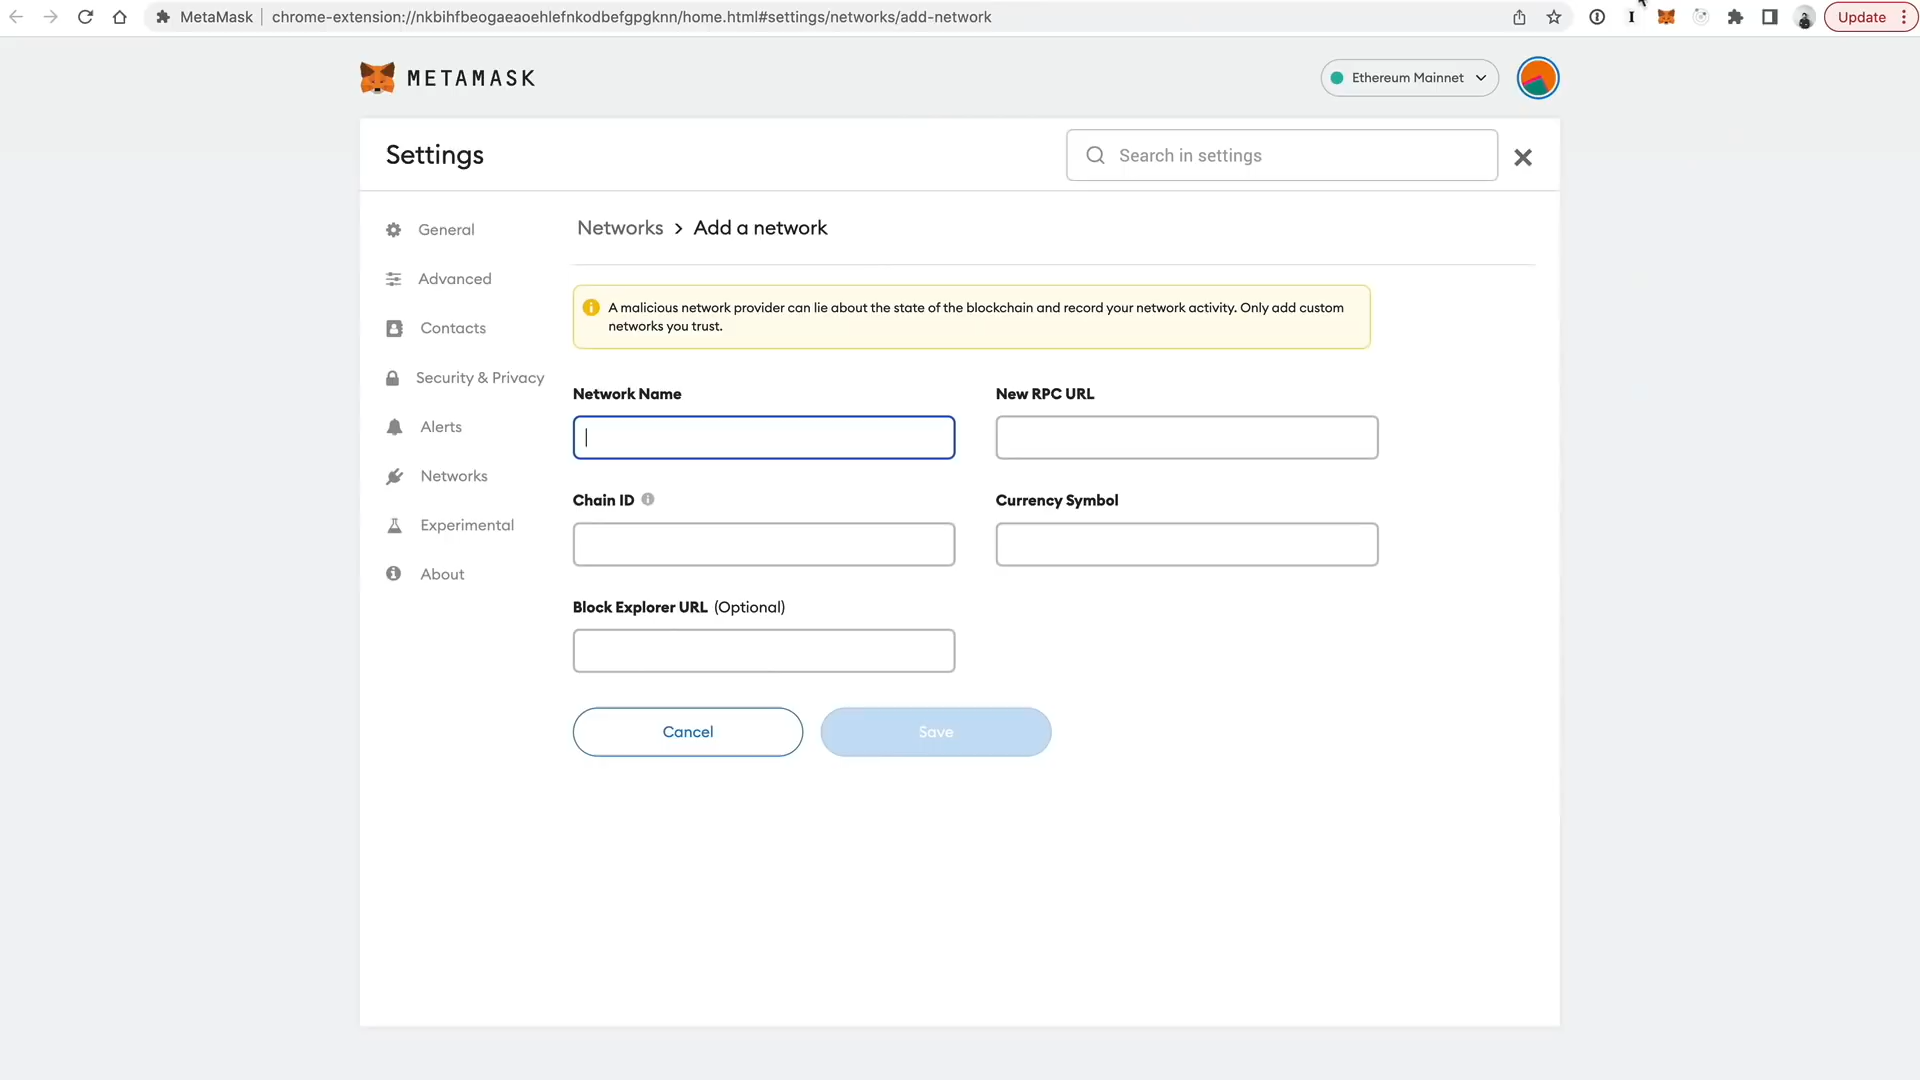 MetaMask
chrome-extension://nkbihfbeogaeaoehlefnkodbefgpgknn/home.html#settings/networks/add-network
Update
METAMASK
Ethereum Mainnet
Settings
Search in settings
General
Advanced
Contacts
Security & Privacy
Alerts
Networks
Experimental
About
Networks > Add a network
A malicious network provider can lie about the state of the blockchain and record your network activity. Only add custom
networks you trust.
Network Name
New RPC URL
Chain ID
Currency Symbol
Block Explorer URL (Optional)
Cancel
Save